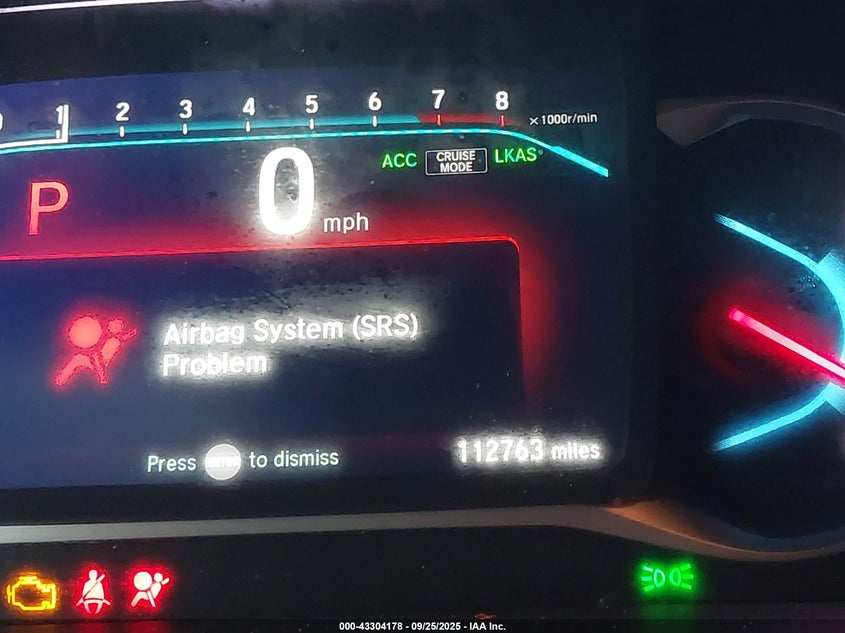 1 2 3 4 5 6 7 8 ×1000r/min
ACC CRUISE MODE LKAS
P 0 mph
Airbag System (SRS)
Problem
Press to dismiss
112763 miles
000-43304178 - 09/25/2025 - IAA Inc.